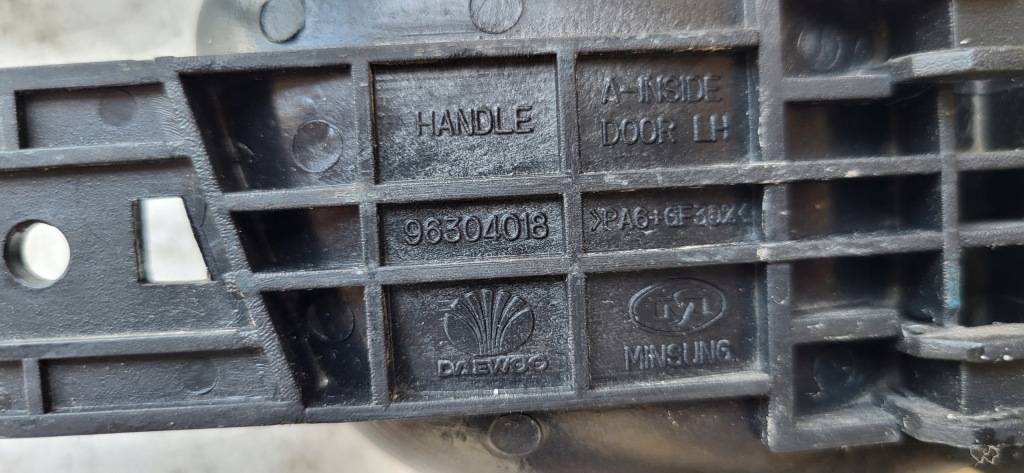 HANDLE
A-INSIDE
DOOR LH
96304018
>PA6+GF30%<
DAEWOO
MINSUNG